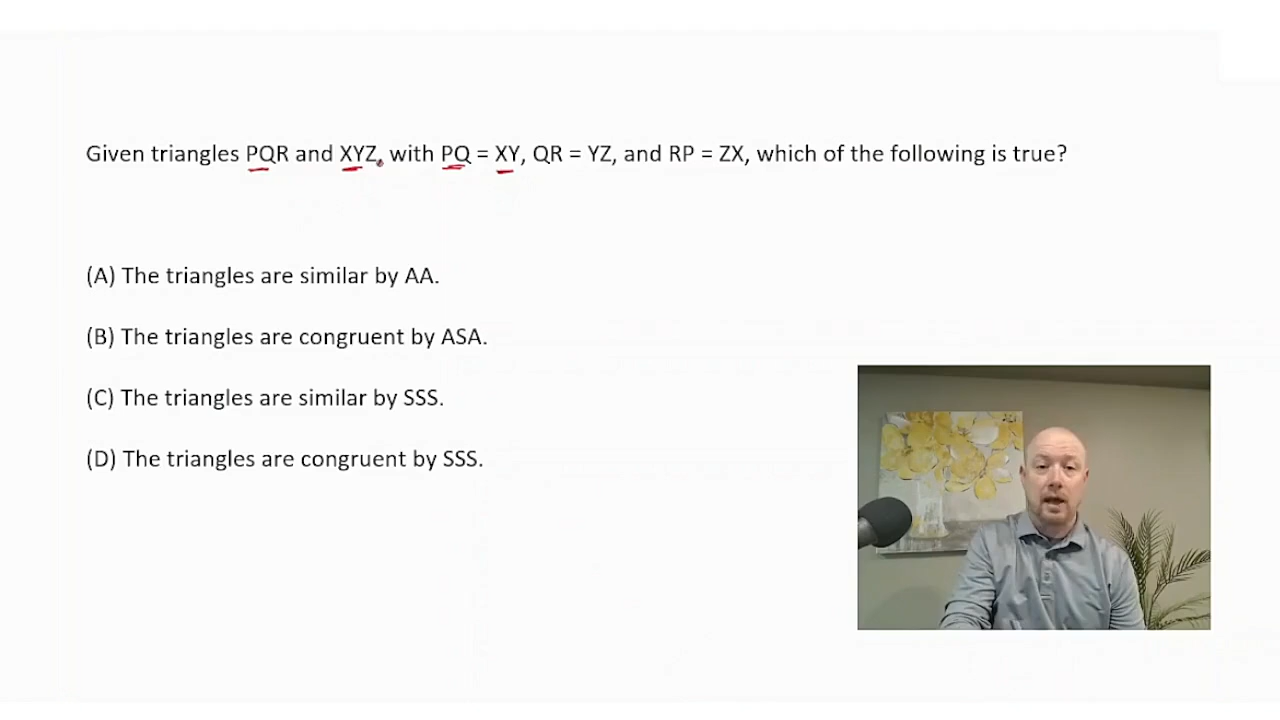 Given triangles PQR and XYZ, with PQ = XY, QR = YZ, and RP = ZX, which of the following is true?
(A) The triangles are similar by AA.
(B) The triangles are congruent by ASA.
(C) The triangles are similar by SSS.
(D) The triangles are congruent by SSS.